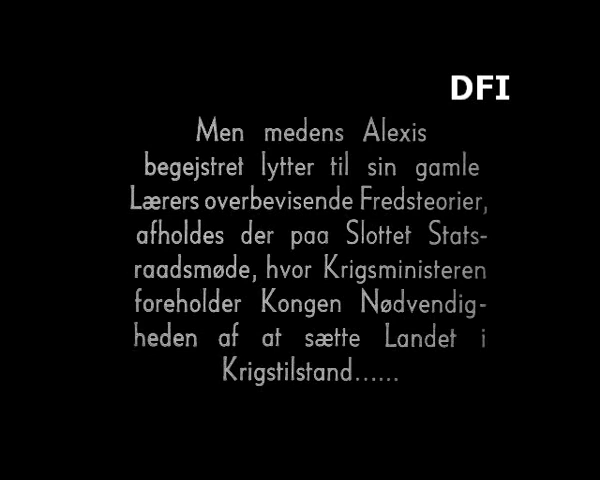 DFI
Men medens Alexis
begejstret lytter til sin gamle
Lærers overbevisende Fredsteorier,
afholdes der paa Slottet Stats-
raadsmøde, hvor Krigsministeren
foreholder Kongen Nødvendig-
heden af at sætte Landet i
Krigstilstand......